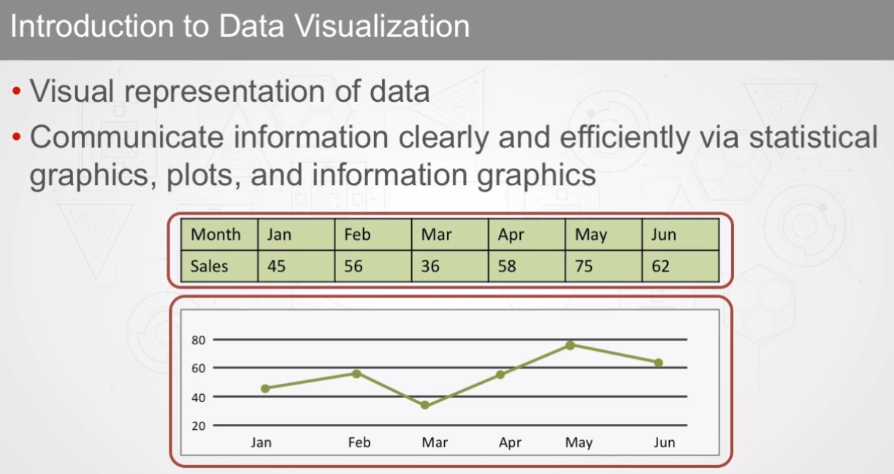 Introduction to Data Visualization
• Visual representation of data
• Communicate information clearly and efficiently via statistical
graphics, plots, and information graphics
Month Jan Feb Mar Apr May Jun
Sales 45 56 36 58 75 62
80
60
40
20
Jan Feb Mar Apr May Jun